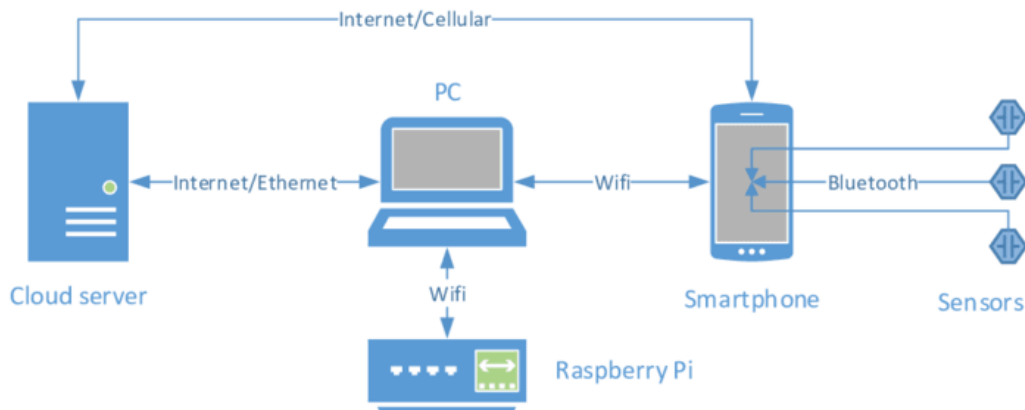 Internet/Cellular
PC
Internet/Ethernet
Wifi
Bluetooth
Cloud server
Wifi
Smartphone
Sensors
Raspberry Pi